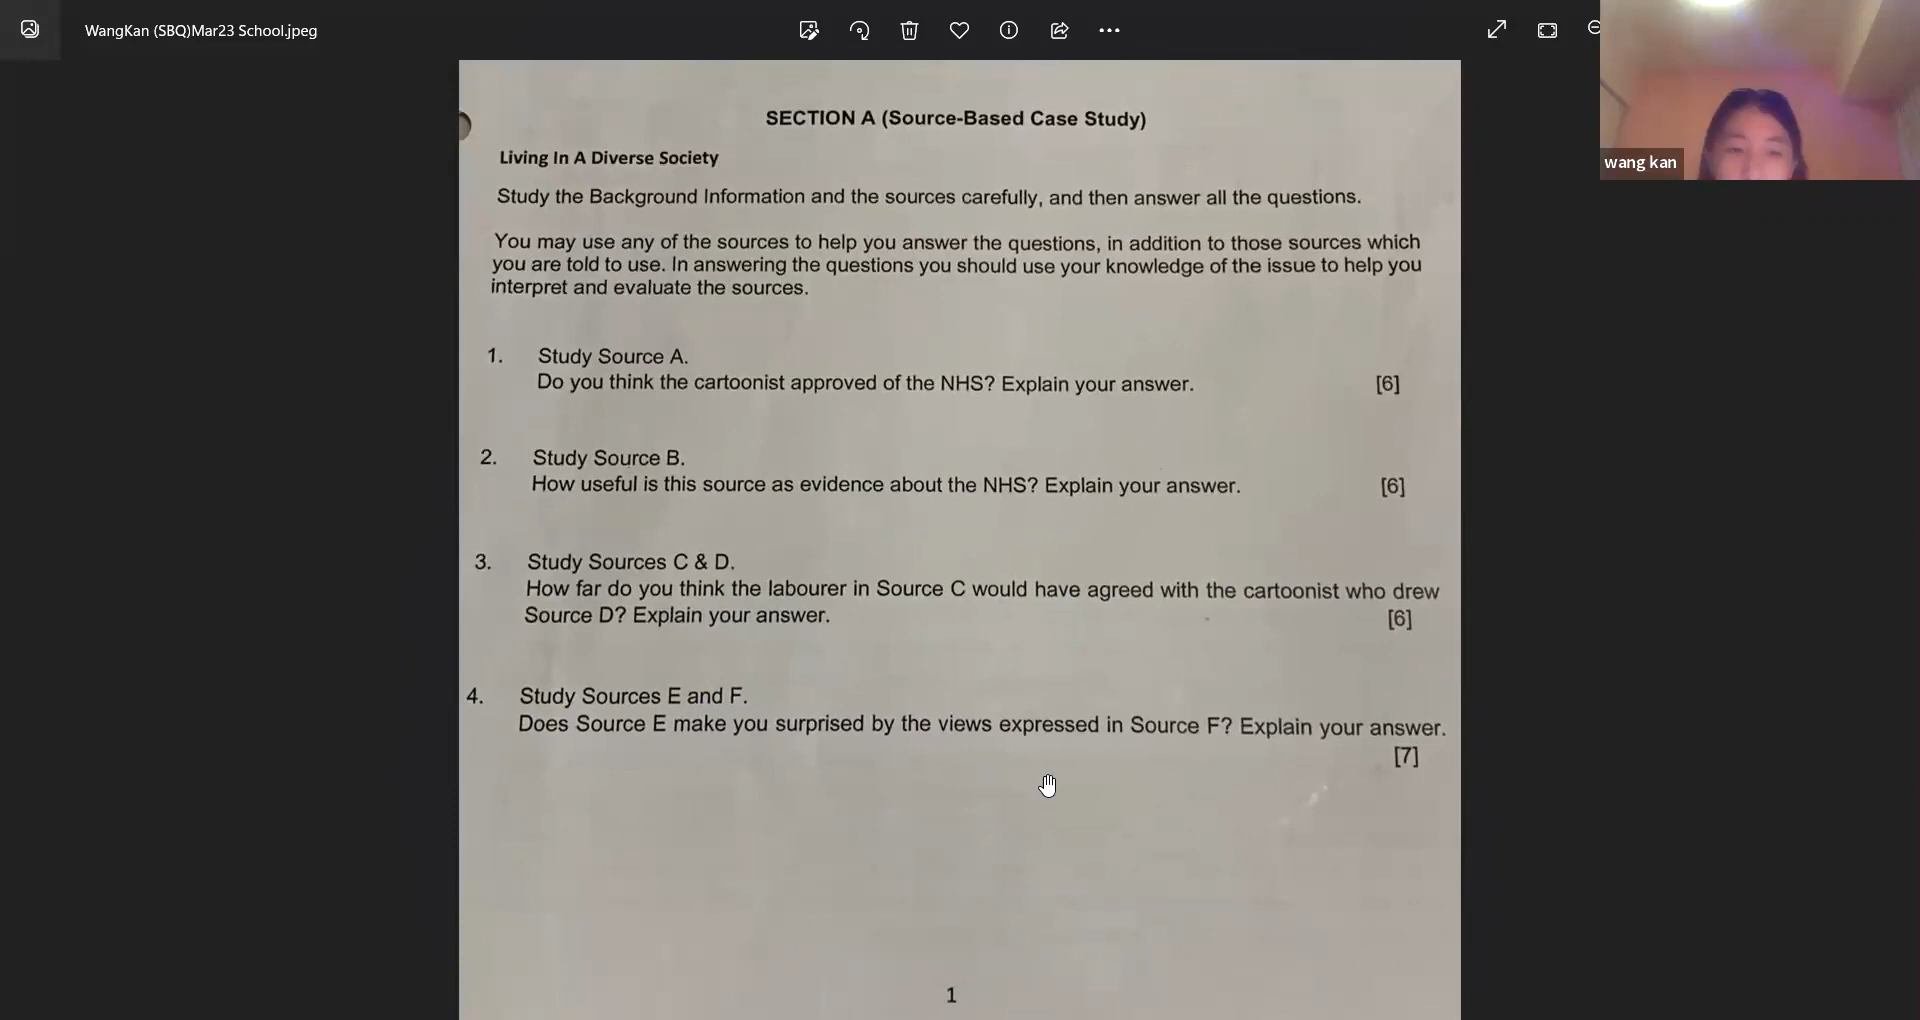 WangKan (SBQ)Mar23 School.jpeg
wang kan
SECTION A (Source-Based Case Study)
Living In A Diverse Society
Study the Background Information and the sources carefully, and then answer all the questions.
You may use any of the sources to help you answer the questions, in addition to those sources which
you are told to use. In answering the questions you should use your knowledge of the issue to help you
interpret and evaluate the sources.
1. Study Source A.
Do you think the cartoonist approved of the NHS? Explain your answer. [6]
2. Study Source B.
How useful is this source as evidence about the NHS? Explain your answer. [6]
3. Study Sources C & D.
How far do you think the labourer in Source C would have agreed with the cartoonist who drew
Source D? Explain your answer. [6]
4. Study Sources E and F.
Does Source E make you surprised by the views expressed in Source F? Explain your answer.
[7]
1